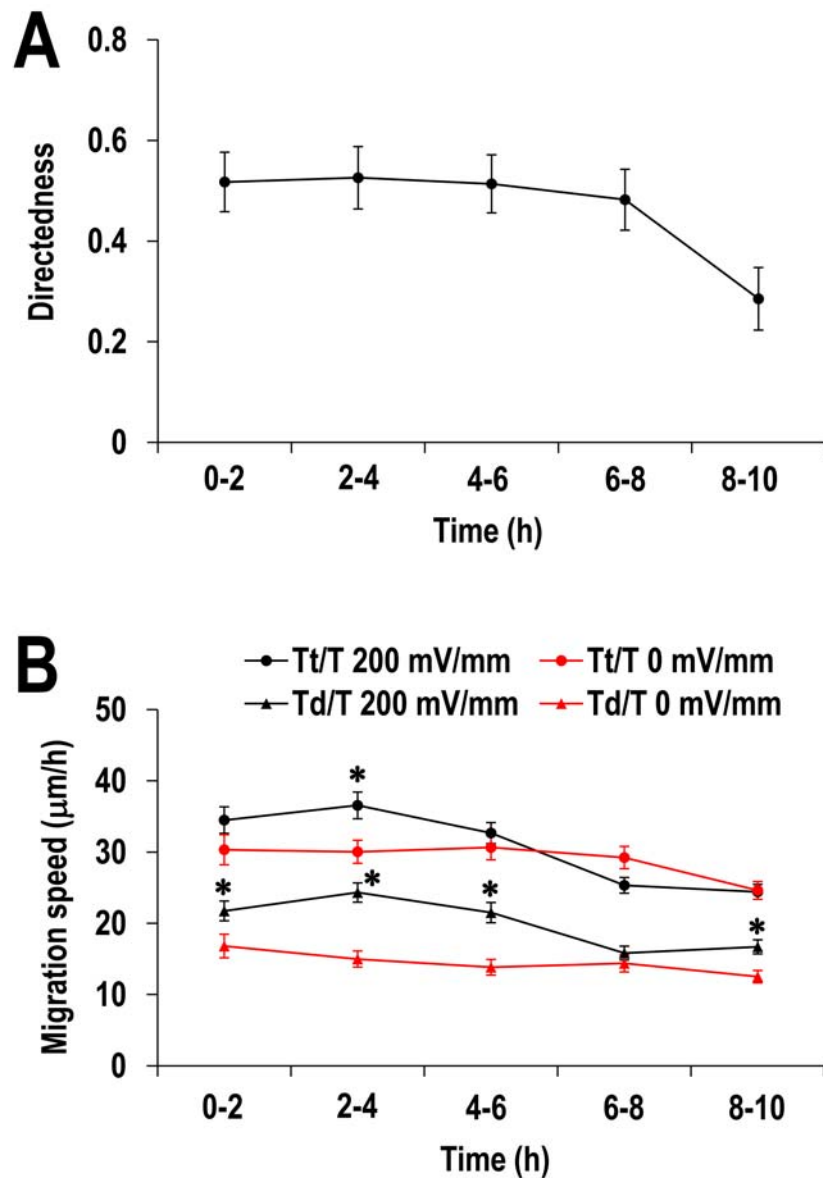 A
0.8
0.6
0.4
0.2
0
Directedness
0-2 2-4 4-6 6-8 8-10
Time (h)
B
Tt/T 200 mV/mm Tt/T 0 mV/mm
Td/T 200 mV/mm Td/T 0 mV/mm
50
40
30
20
10
0
Migration speed (μm/h)
*
* * * *
0-2 2-4 4-6 6-8 8-10
Time (h)